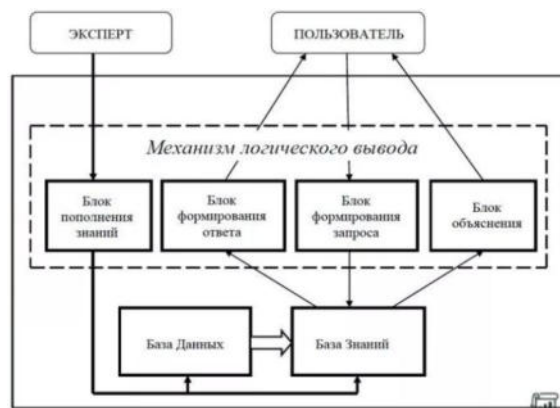 ЭКСПЕРТ
ПОЛЬЗОВАТЕЛЬ
Механизм логического вывода
Блок
пополнения
знаний
Блок
формирования
ответа
Блок
формирования
запроса
Блок
объяснения
База Данных
База Знаний